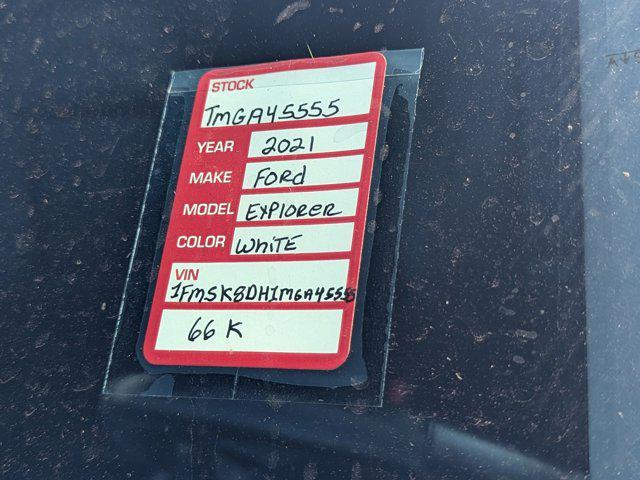 STOCK
TMGA45555
YEAR 2021
MAKE FORD
MODEL EXPLORER
COLOR WHITE
VIN
1FMSK8DH1MGA45555
66 K